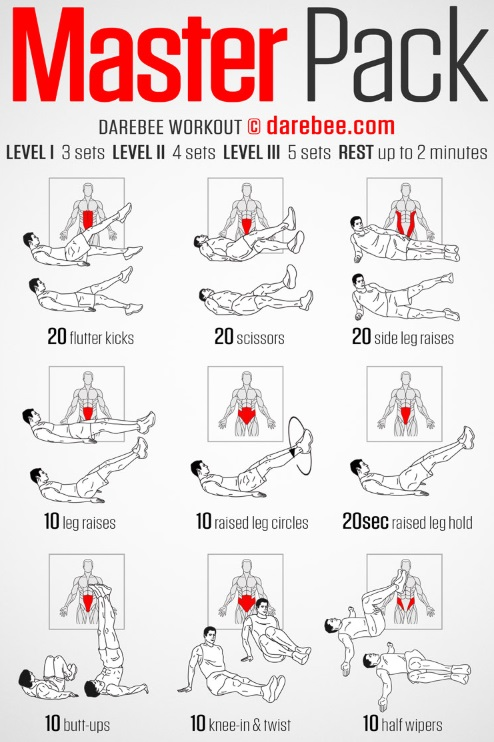 Master Pack
DAREBEE WORKOUT © darebee.com
LEVEL I 3 sets LEVEL II 4 sets LEVEL III 5 sets REST up to 2 minutes
20 flutter kicks
20 scissors
20 side leg raises
10 leg raises
10 raised leg circles
20sec raised leg hold
10 butt-ups
10 knee-in & twist
10 half wipers